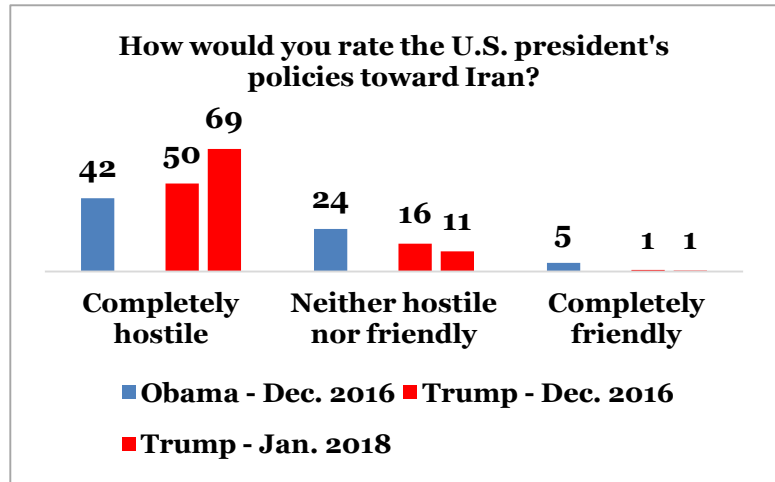 How would you rate the U.S. president's
policies toward Iran?
42
50
69
24
16
11
5
1
1
Completely
hostile
Neither hostile
nor friendly
Completely
friendly
Obama - Dec. 2016
Trump - Dec. 2016
Trump - Jan. 2018